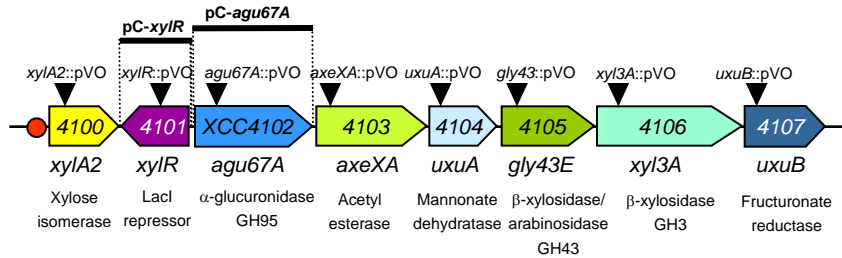 pC-xylR pC-agu67A
xylA2::pVO xylR::pVO agu67A::pVO axeXA::pVO uxuA::pVO gly43::pVO xyl3A::pVO uxuB::pVO
4100 4101 XCC4102 4103 4104 4105 4106 4107
xylA2 xylR agu67A axeXA uxuA gly43E xyl3A uxuB
Xylose LacI α-glucuronidase Acetyl Mannonate β-xylosidase/ β-xylosidase Fructuronate
isomerase repressor GH95 esterase dehydratase arabinosidase GH3 reductase
GH43